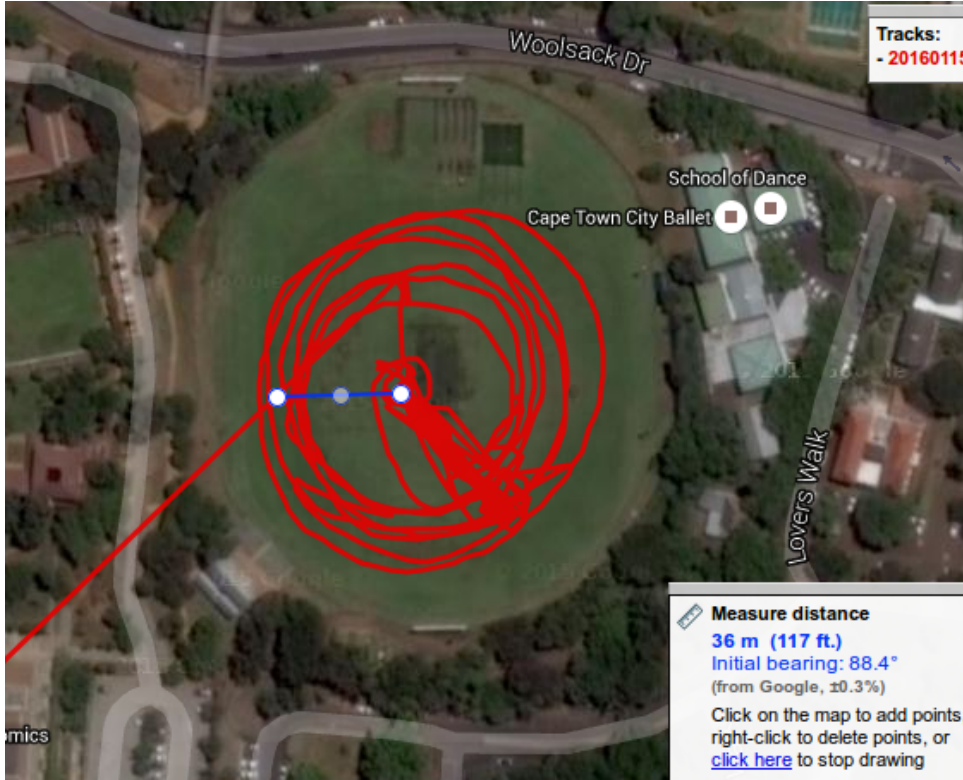 Woolsack Dr
Tracks:
- 20160115
School of Dance
Cape Town City Ballet
Lovers Walk
Measure distance
36 m (117 ft.)
Initial bearing: 88.4°
(from Google, ±0.3%)
Click on the map to add points
right-click to delete points, or
click here to stop drawing
omics